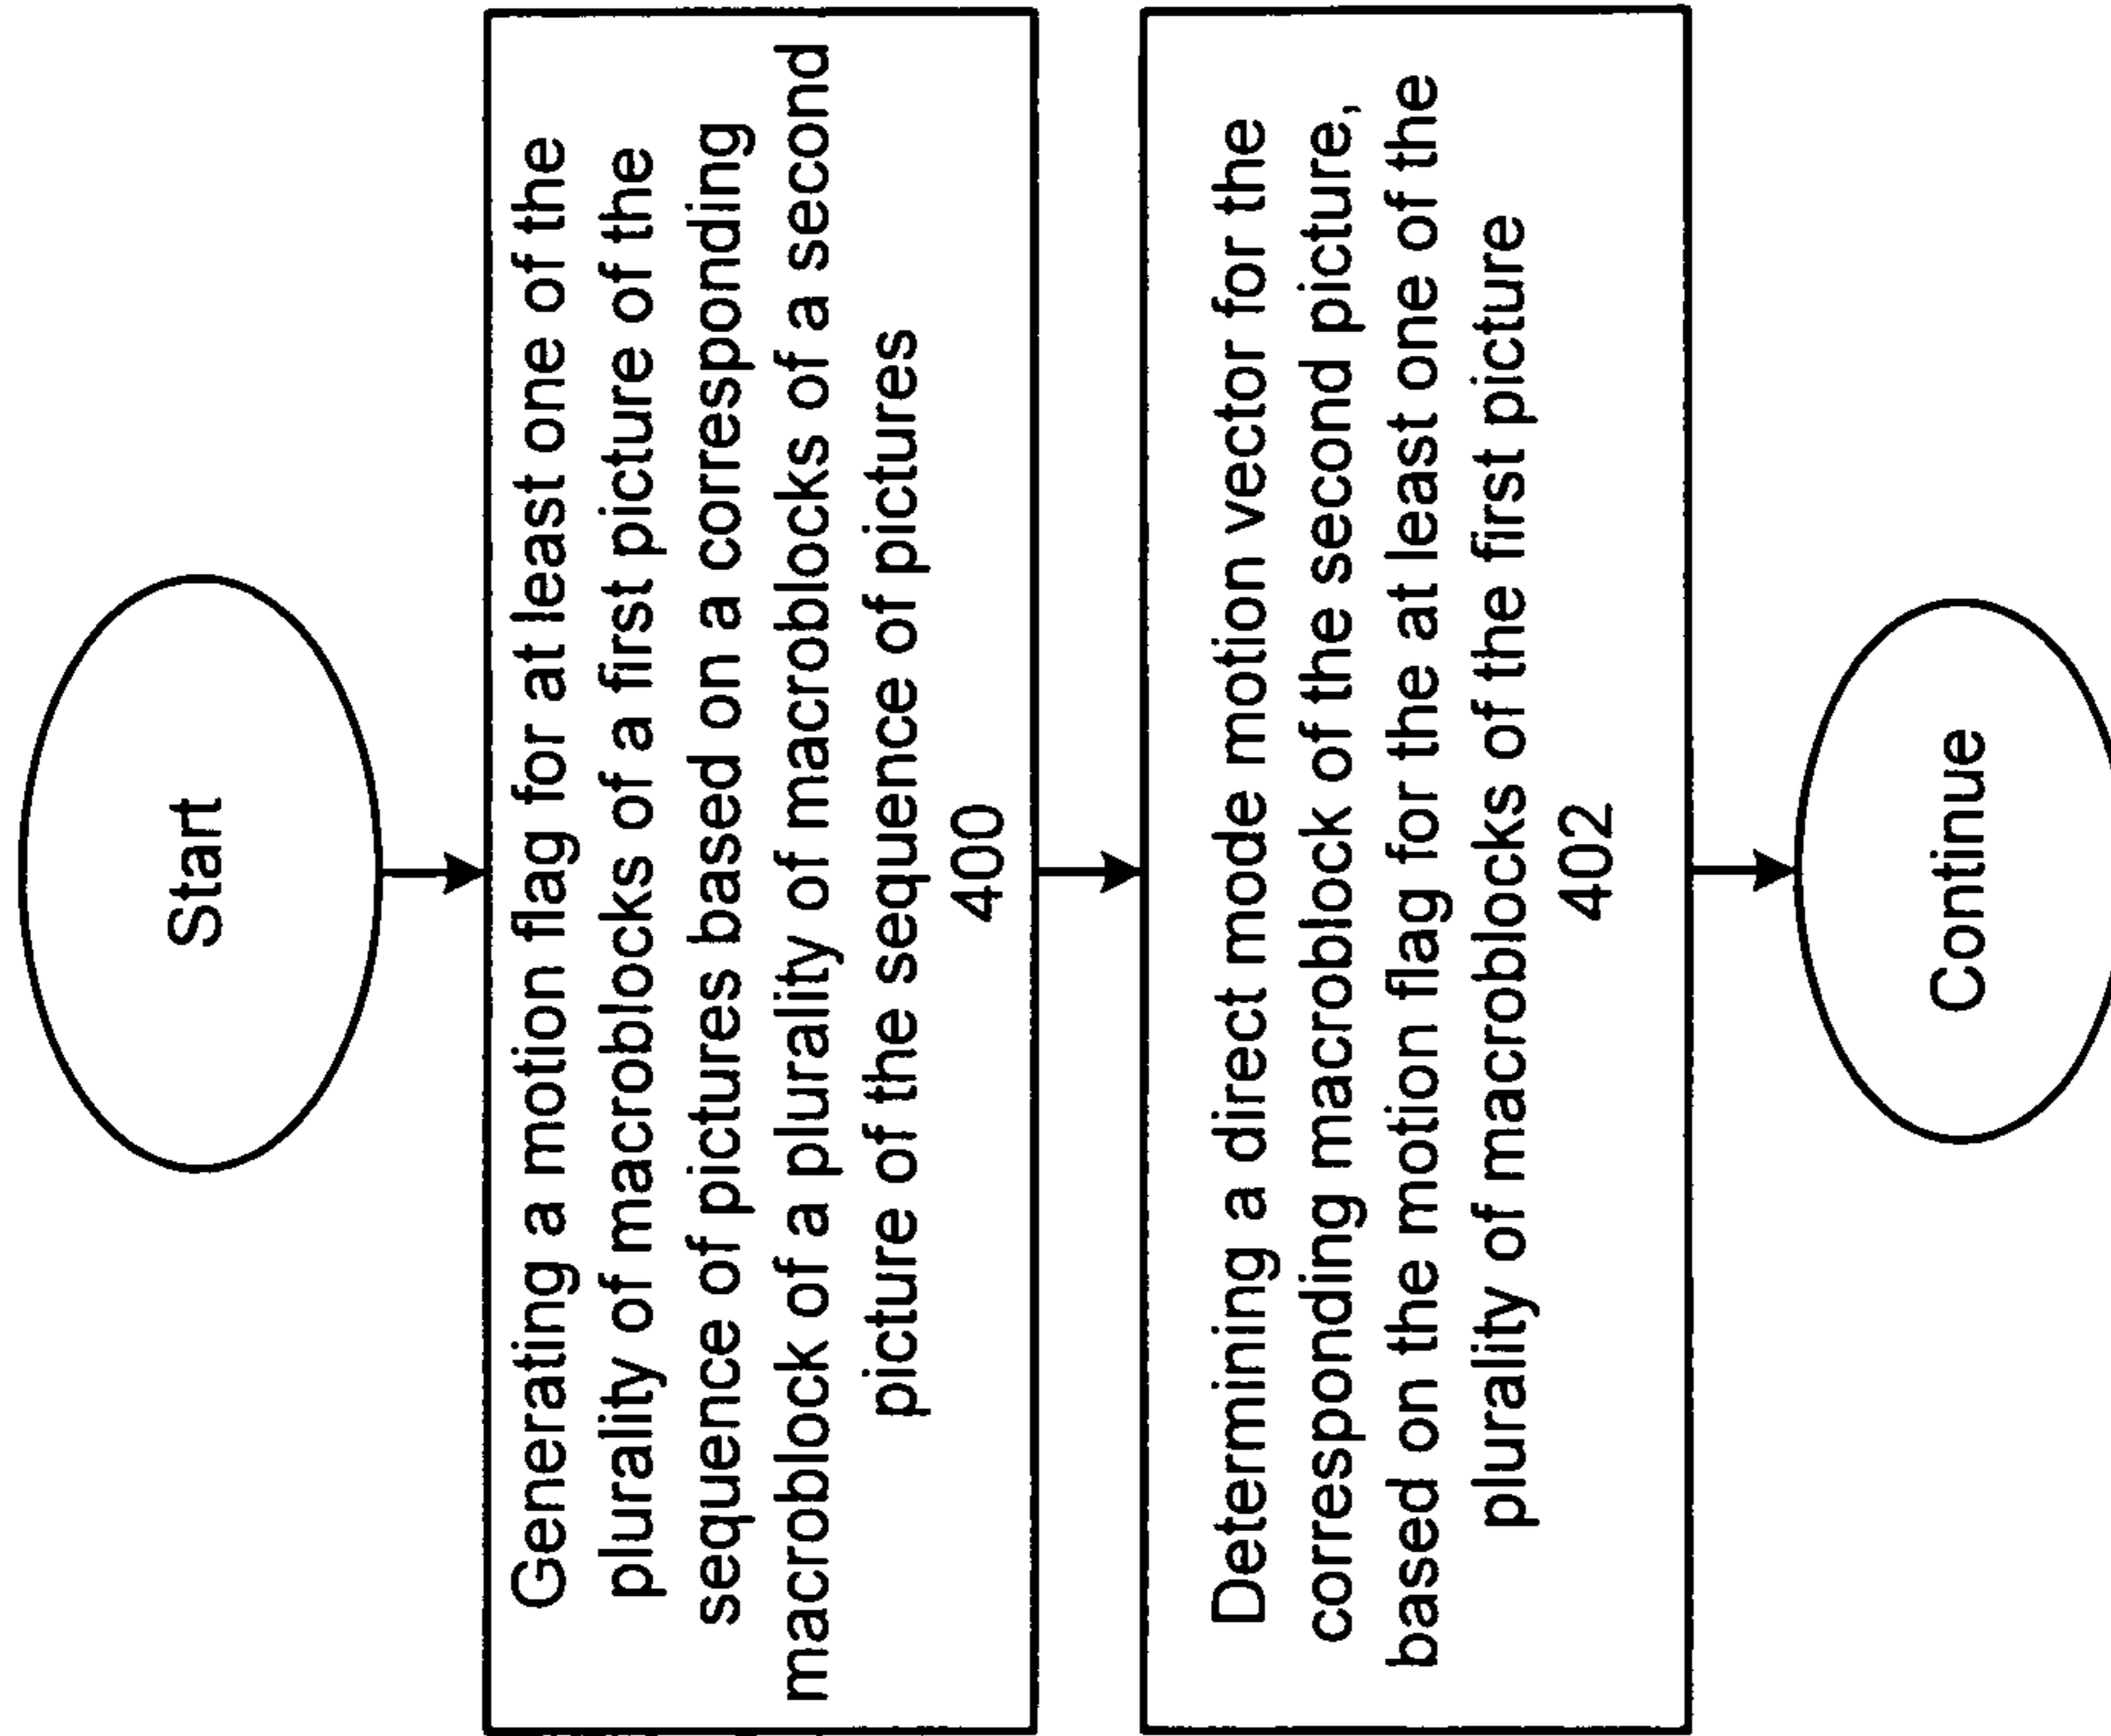 Start
Generating a motion flag for at least one of the
plurality of macroblocks of a first picture of the
sequence of pictures based on a corresponding
macroblock of a plurality of macroblocks of a second
picture of the sequence of pictures
400
Determining a direct mode motion vector for the
corresponding macroblock of the second picture,
based on the motion flag for the at least one of the
plurality of macroblocks of the first picture
402
Continue